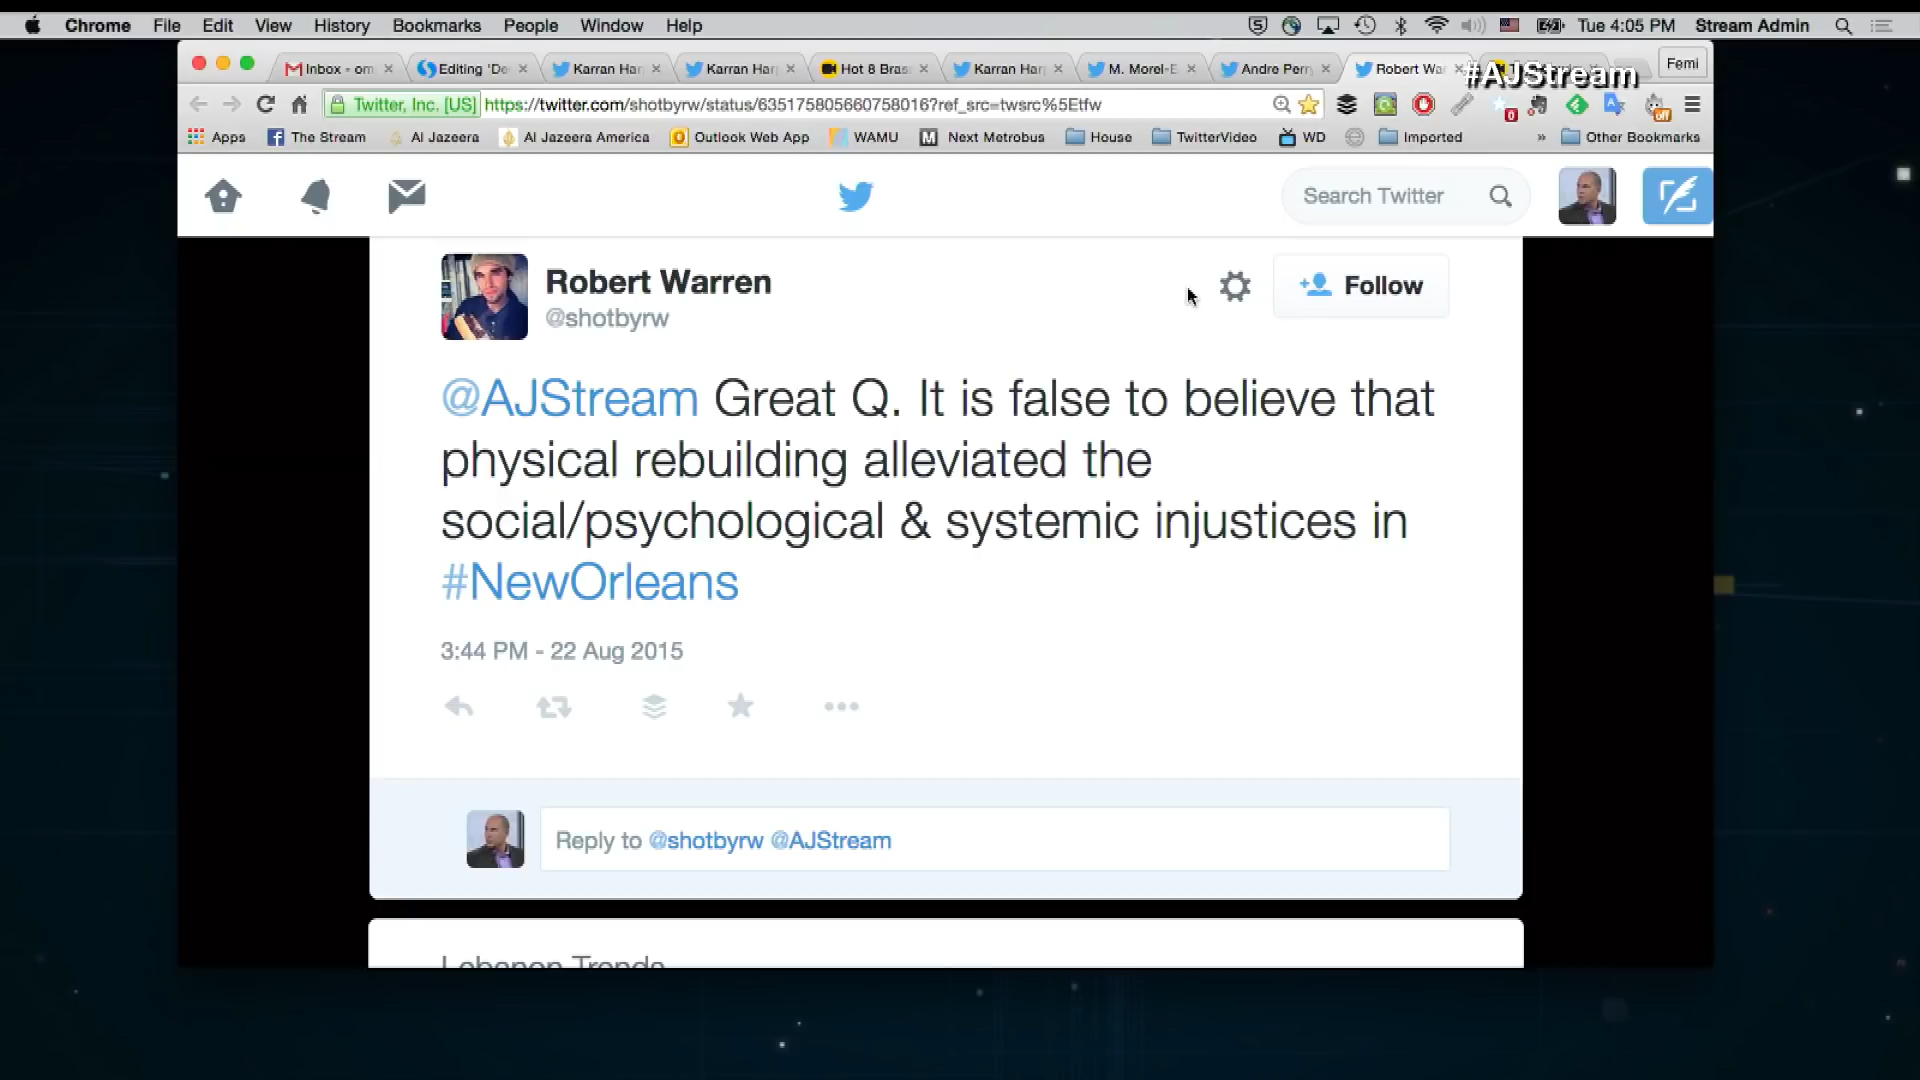 Chrome File Edit View History Bookmarks People Window Help Tue 4:05 PM Stream Admin
Inbox - om Editing 'De Karran Har Karran Har Hot 8 Bras Karran Har M. Morel-E Andre Perr Robert Wa Femi
#AJStream
Twitter, Inc. [US] https://twitter.com/shotbyrw/status/635175805660758016?ref_src=twsrc%5Etfw
0 off
Apps The Stream Al Jazeera Al Jazeera America Outlook Web App WAMU Next Metrobus House TwitterVideo WD Imported » Other Bookmarks
Search Twitter
Robert Warren
Follow
@shotbyrw
@AJStream Great Q. It is false to believe that
physical rebuilding alleviated the
social/psychological & systemic injustices in
#NewOrleans
3:44 PM - 22 Aug 2015
Reply to @shotbyrw @AJStream
Lebanon Trends